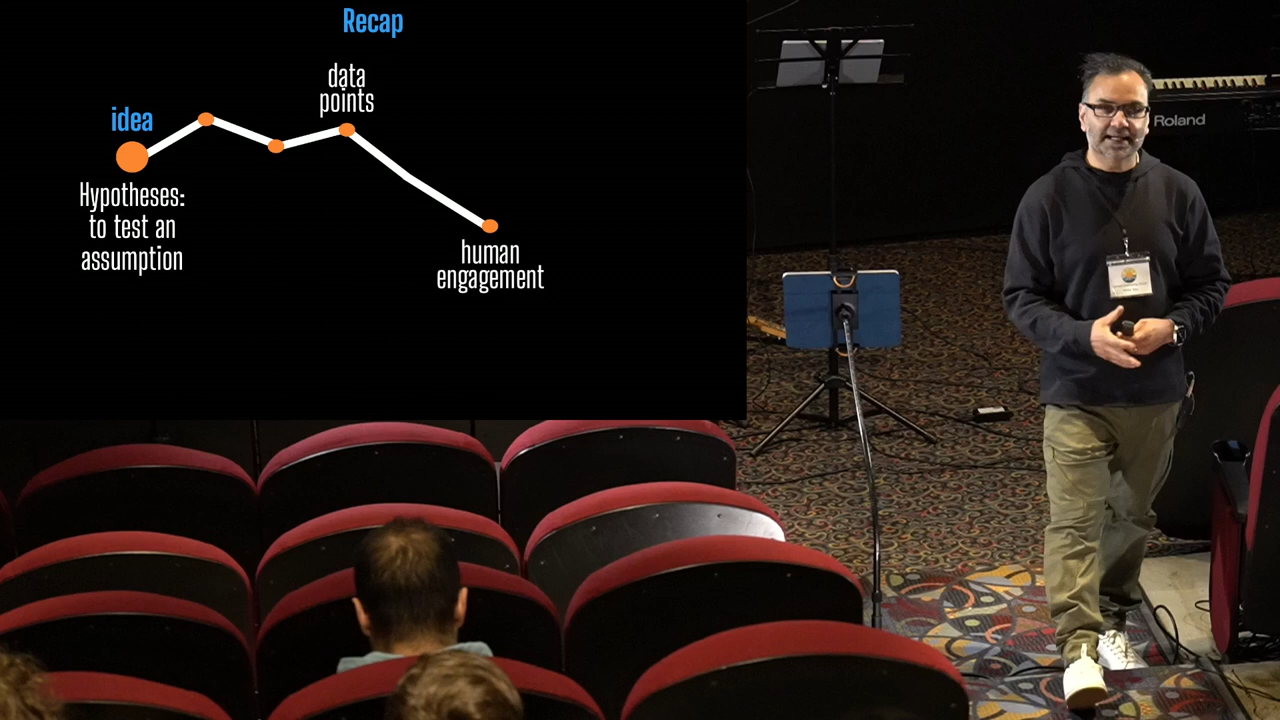 Recap
data
points
idea
Hypotheses:
to test an
assumption
human
engagement
Roland